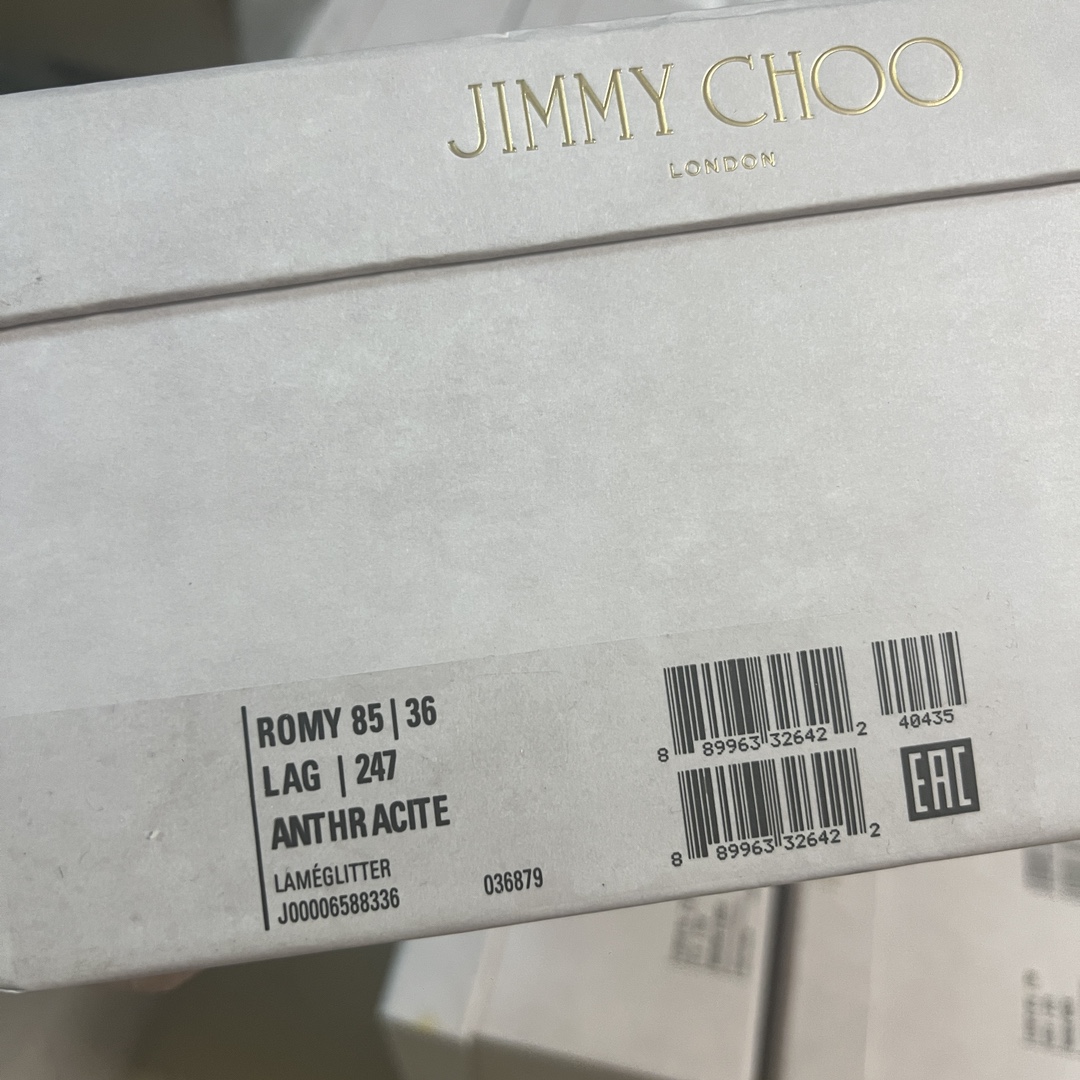 JIMMY CHOO
LONDON
ROMY 85 | 36
LAG | 247
ANTHRACITE
LAMÉGLITTER
J00006588336
036879
8 89963 32642 2
40435
8 89963 32642 2
EAC